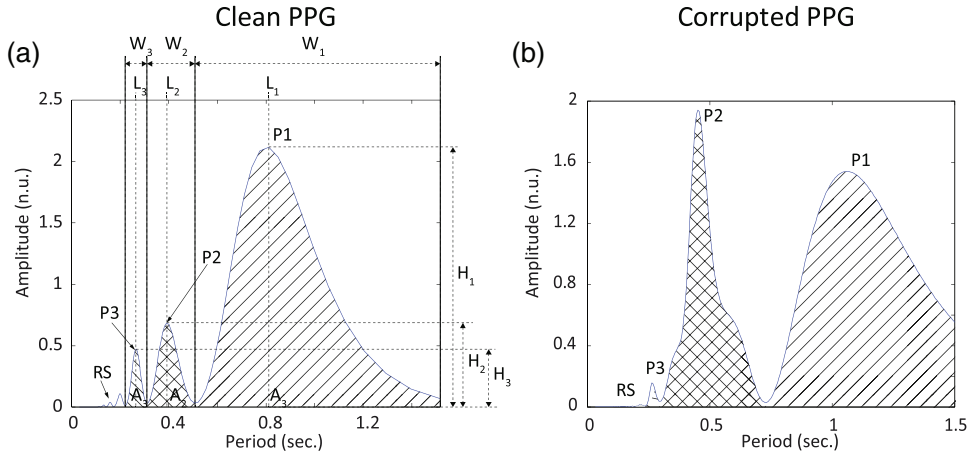 Clean PPG
Corrupted PPG
(a)
W3 W2 W1
(b)
L3 L2 L1
2.5
2
1.5
1
0.5
0
Amplitude (n.u.)
P1
P2
P3
RS
A3 A2 A3
H1
H2
H3
0 0.4 0.8 1.2
Period (sec.)
2
1.6
1.2
0.8
0.4
0
Amplitude (n.u.)
P2
P1
P3
RS
0 0.5 1 1.5
Period (sec.)